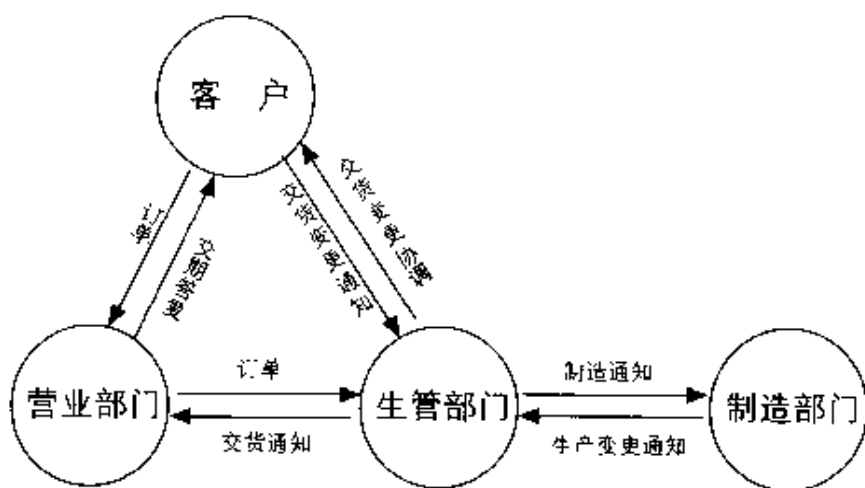 客 户
订单
交期答复
交货变更通知
交货变更协调
营业部门
订单
交货通知
生管部门
制造通知
生产变更通知
制造部门